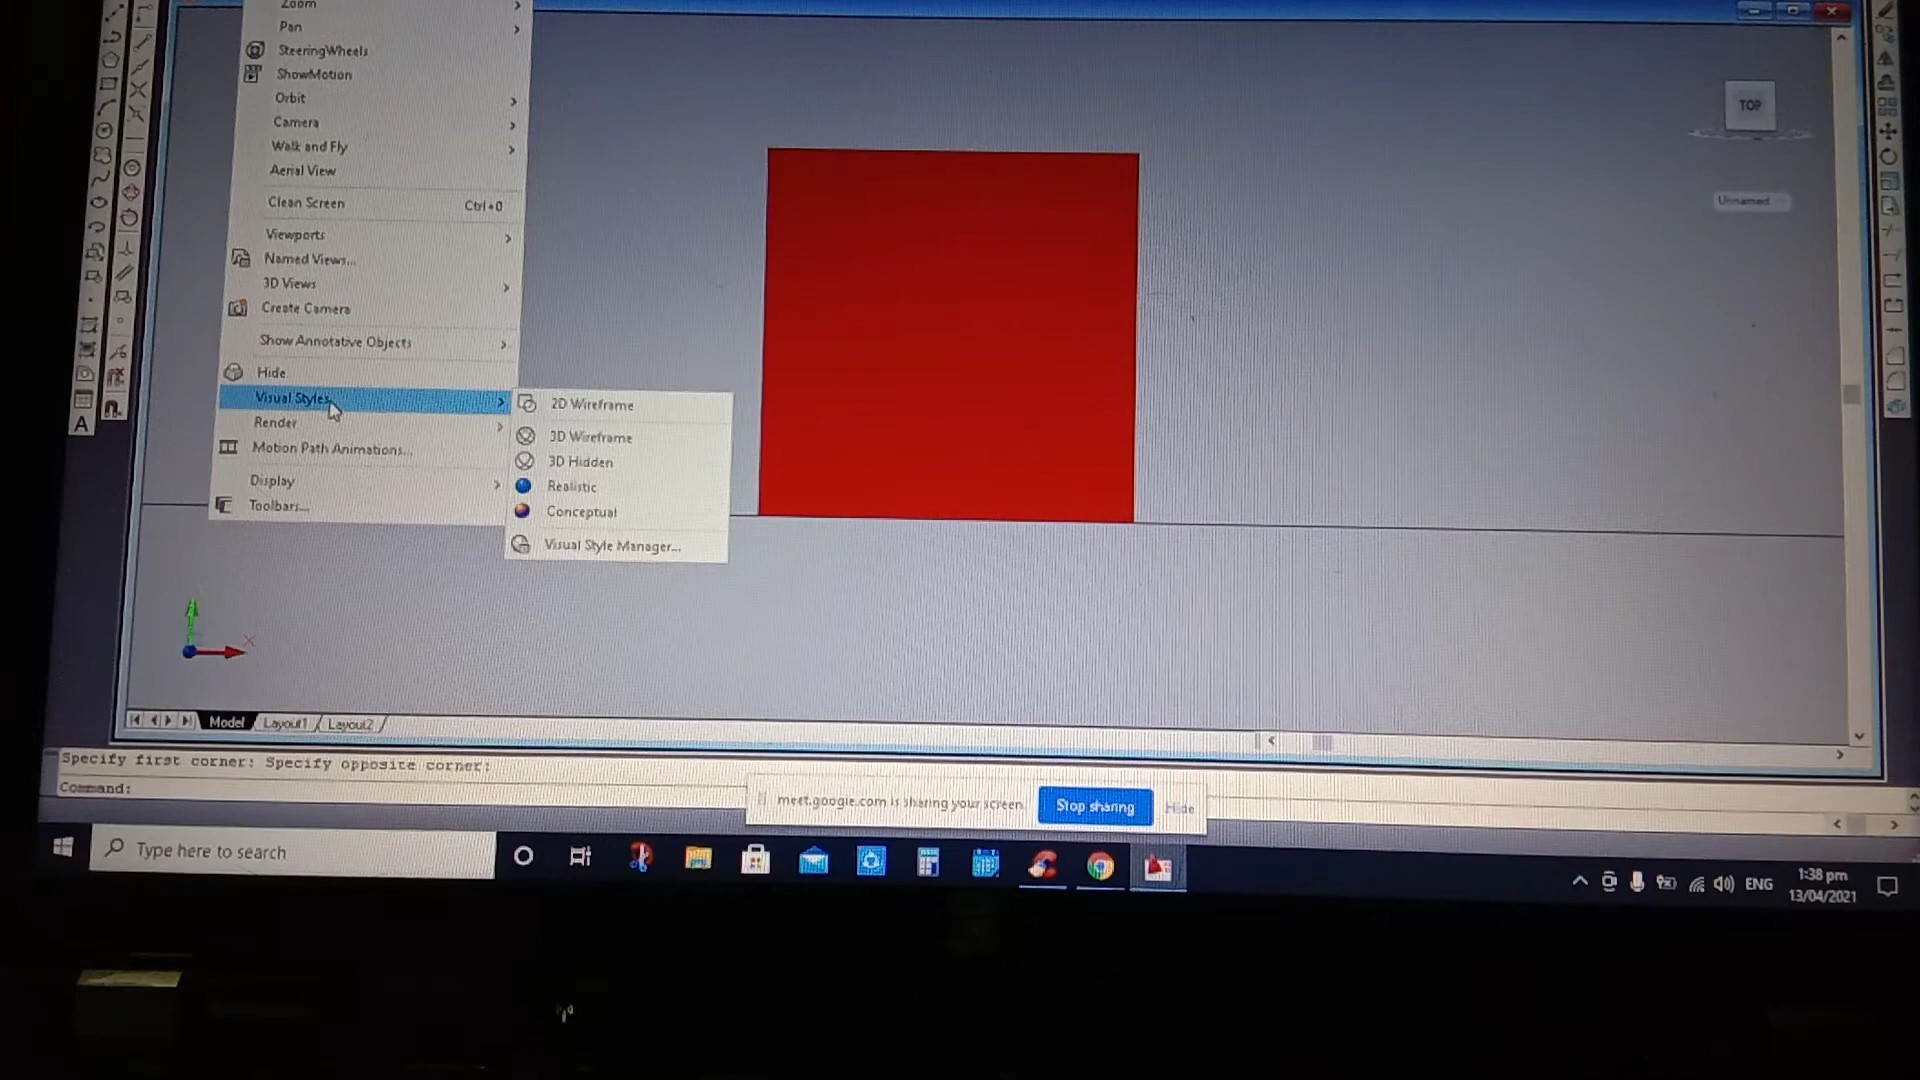 Zoom
Pan
SteeringWheels
ShowMotion
Orbit
Camera
Walk and Fly
Aerial View
Clean Screen Ctrl+0
Viewports
Named Views...
3D Views
Create Camera
Show Annotative Objects
Hide
Visual Styles
Render
Motion Path Animations...
Display
Toolbars...
2D Wireframe
3D Wireframe
3D Hidden
Realistic
Conceptual
Visual Style Manager...
TOP
Unnamed
A
X
Model Layout1 Layout2
Specify first corner: Specify opposite corner:
Command:
meet.google.com is sharing your screen. Stop sharing Hide
Type here to search
ENG
1:38 pm
13/04/2021